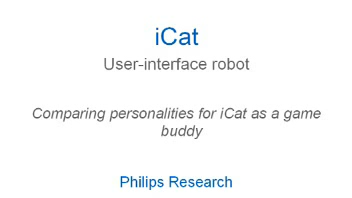 iCat
User-interface robot
Comparing personalities for iCat as a game
buddy
Philips Research